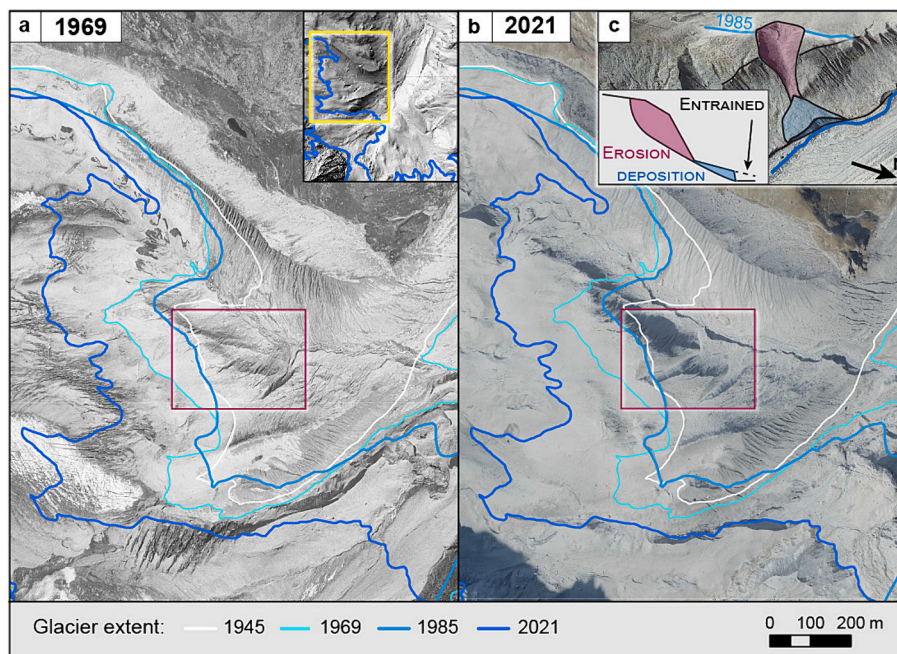 a 1969
b 2021
c
1985
ENTRAINED
EROSION
DEPOSITION
Glacier extent: 1945 1969 1985 2021
0 100 200 m